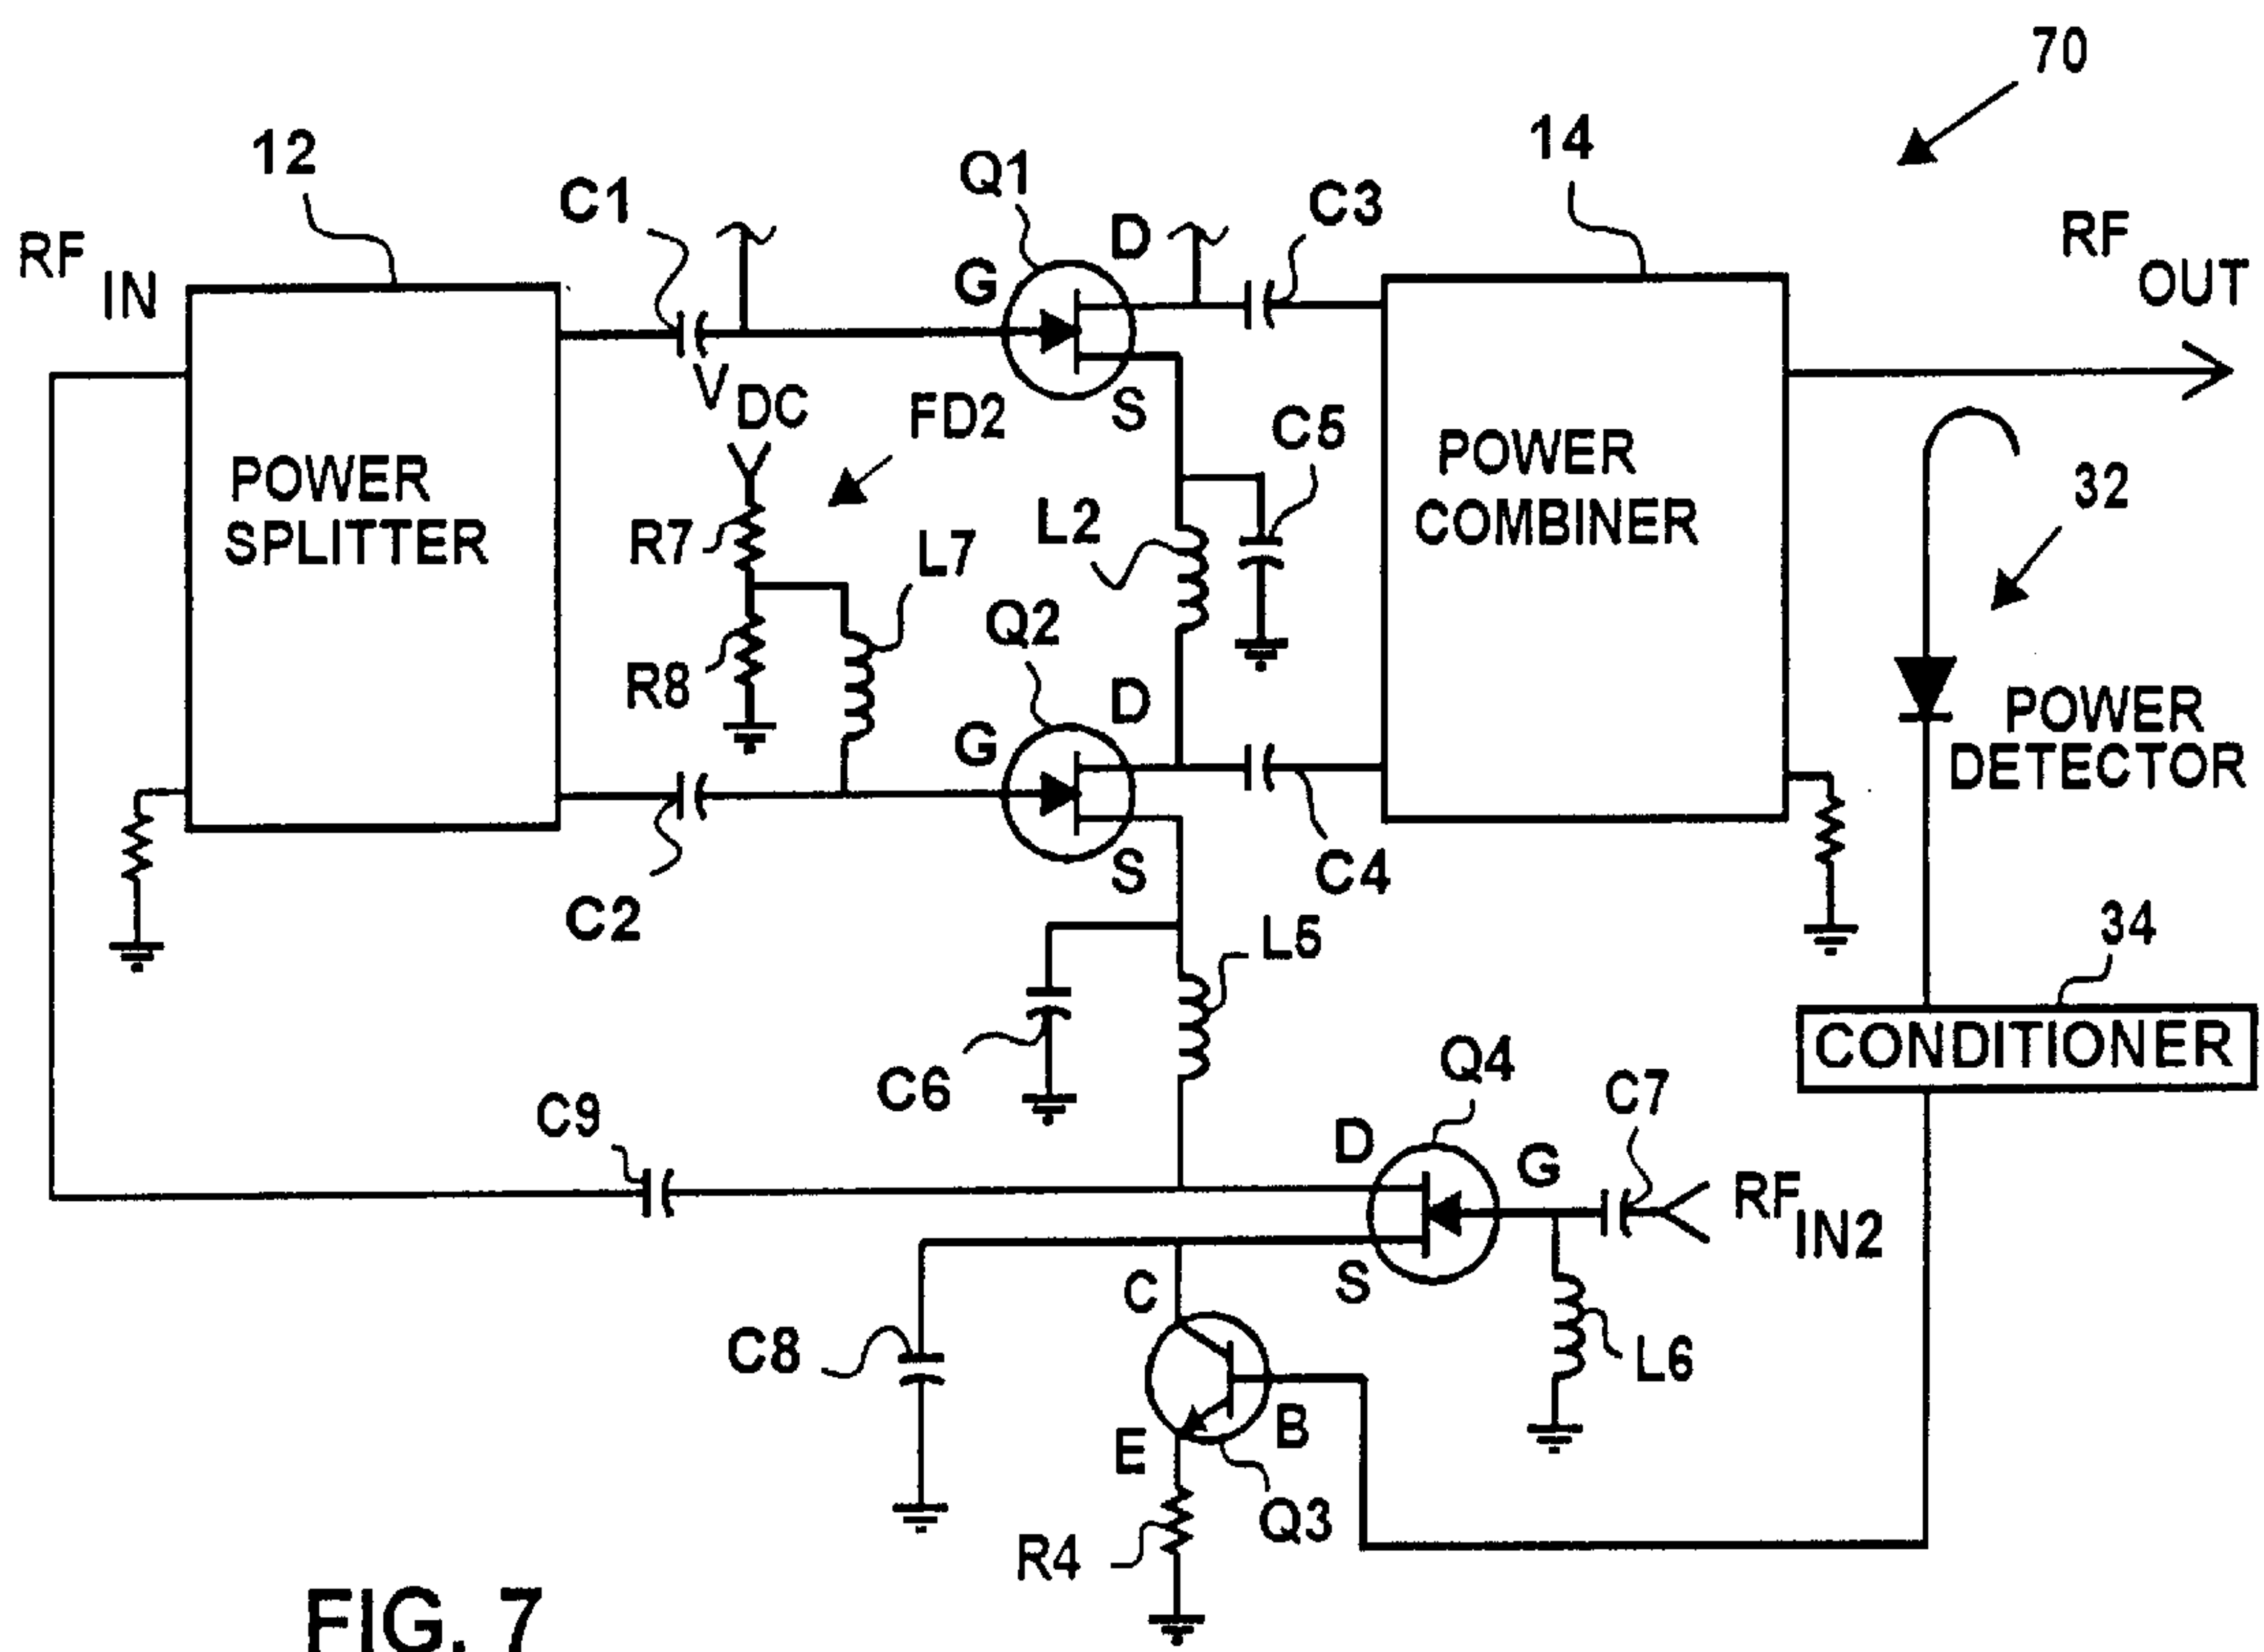 70
12
14
C1
Q1
D
C3
RF IN
RF OUT
G
V DC
FD2
S
C5
POWER SPLITTER
POWER COMBINER
32
R7
L7
L2
Q2
R8
D
G
POWER DETECTOR
C2
S
C4
L5
34
CONDITIONER
C6
Q4
C7
C9
D
G
RF IN2
S
C
C8
L6
E
B
Q3
R4
FIG. 7